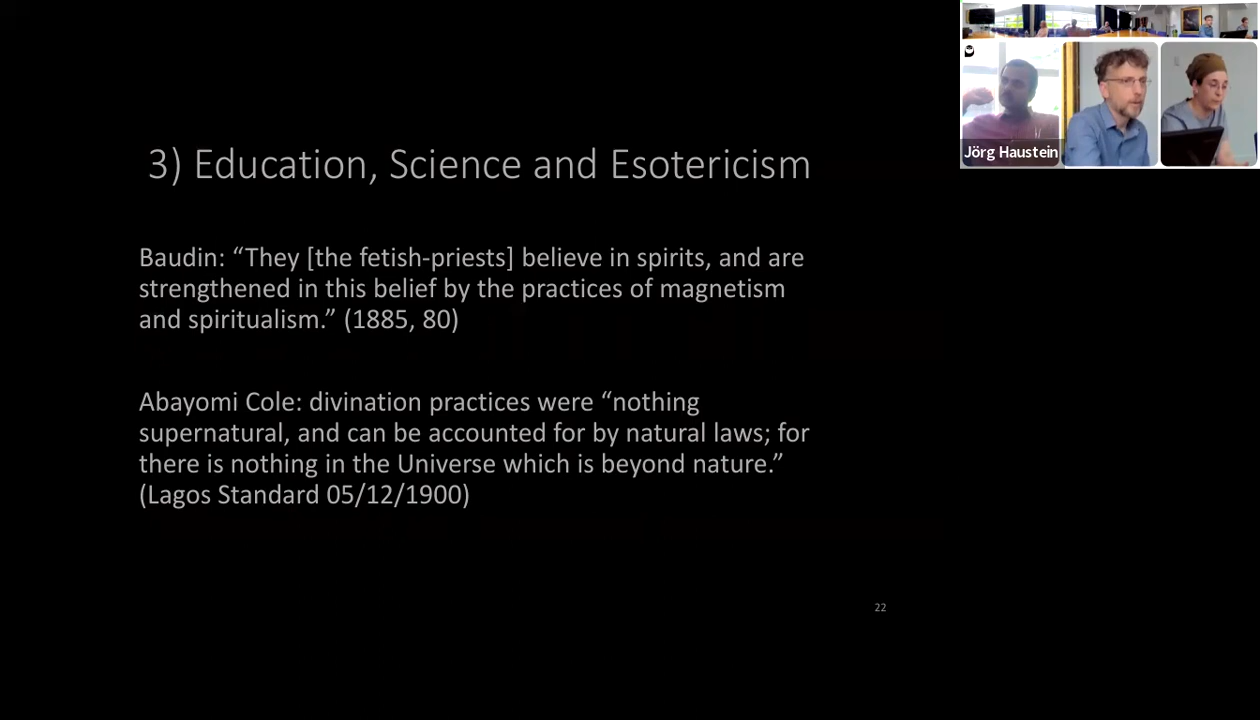 Jörg Haustein
3) Education, Science and Esotericism
Baudin: “They [the fetish-priests] believe in spirits, and are
strengthened in this belief by the practices of magnetism
and spiritualism.” (1885, 80)
Abayomi Cole: divination practices were “nothing
supernatural, and can be accounted for by natural laws; for
there is nothing in the Universe which is beyond nature.”
(Lagos Standard 05/12/1900)
22